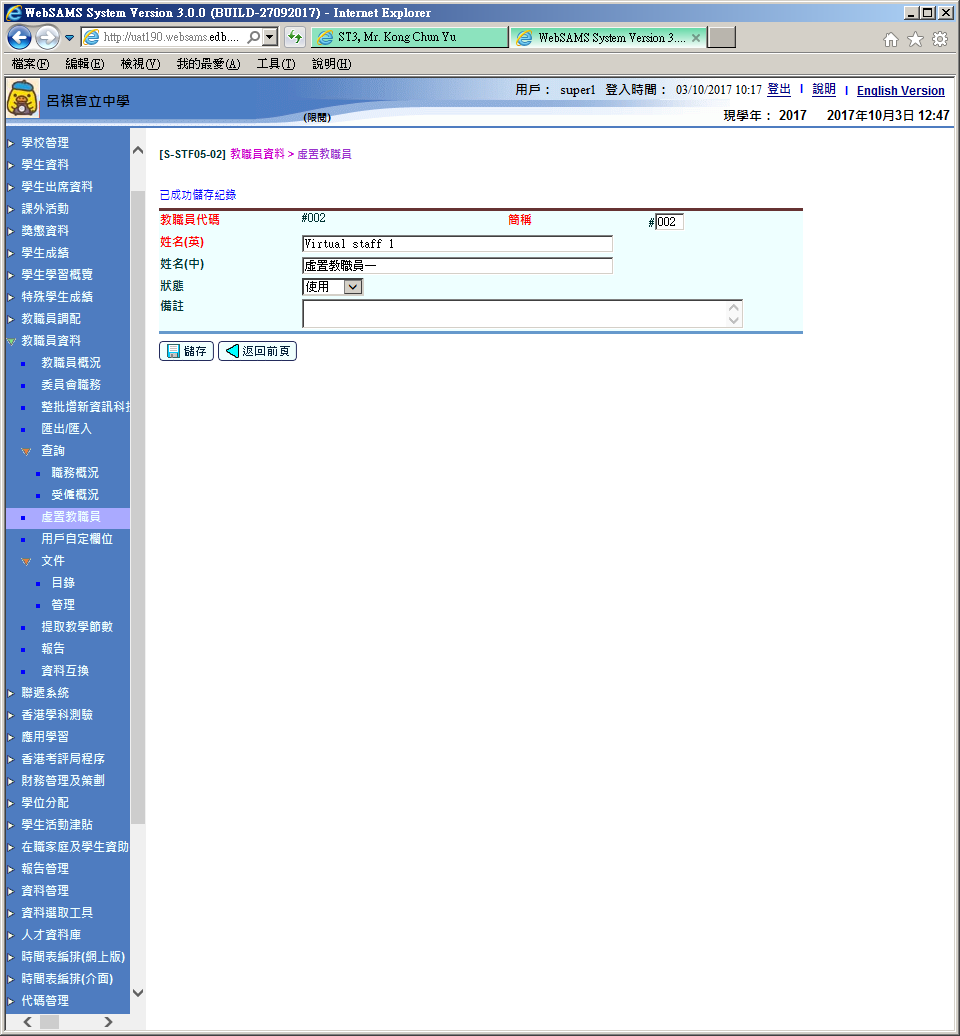 WebSAMS System Version 3.0.0 (BUILD-27092017) - Internet Explorer
http://uat190.websams.edb....
ST3, Mr. Kong Chun Yu
WebSAMS System Version 3....
檔案(F) 編輯(E) 檢視(V) 我的最愛(A) 工具(T) 說明(H)
呂祺官立中學
(限閱)
用戶： super1 登入時間： 03/10/2017 10:17 登出 | 說明 | English Version
現學年： 2017 2017年10月3日 12:47
學校管理
學生資料
學生出席資料
課外活動
獎懲資料
學生成績
學生學習概覽
特殊學生成績
教職員調配
教職員資料
教職員概況
委員會職務
整批增新資訊科技
匯出/匯入
查詢
職務概況
受僱概況
虛置教職員
用戶自定欄位
文件
目錄
管理
提取教學節數
報告
資料互換
聯遞系統
香港學科測驗
應用學習
香港考評局程序
財務管理及策劃
學位分配
學生活動津貼
在職家庭及學生資助
報告管理
資料管理
資料選取工具
人才資料庫
時間表編排(網上版)
時間表編排(介面)
代碼管理
[S-STF05-02] 教職員資料 > 虛置教職員
已成功儲存紀錄
教職員代碼 #002 簡稱 #002
姓名(英) Virtual staff 1
姓名(中) 虛置教職員一
狀態 使用
備註
儲存 返回前頁